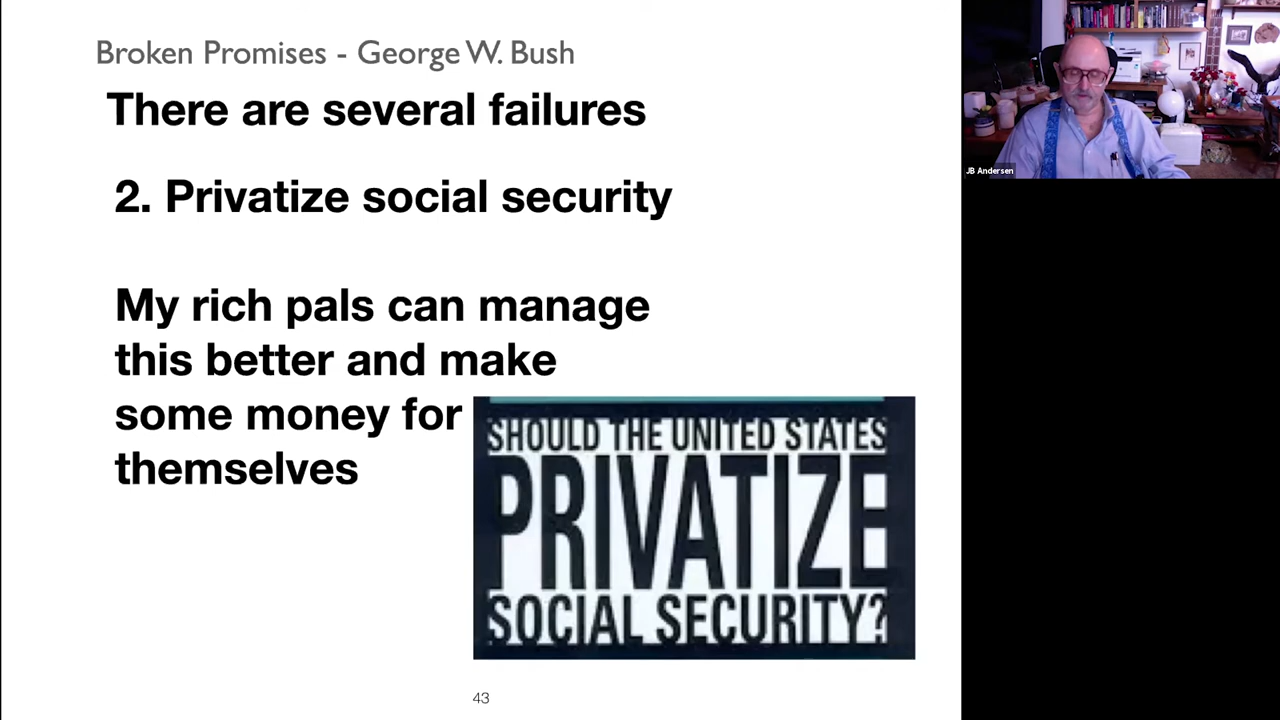 Broken Promises - George W. Bush
There are several failures
2. Privatize social security
My rich pals can manage
this better and make
some money for
themselves
SHOULD THE UNITED STATES
PRIVATIZE
SOCIAL SECURITY?
43
JB Andersen